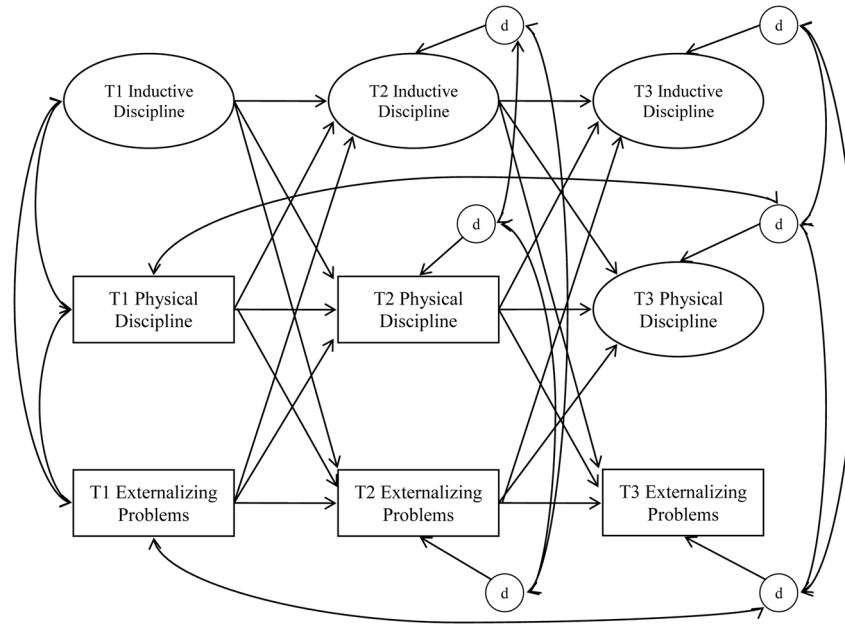 d
d
T1 Inductive
Discipline
T2 Inductive
Discipline
T3 Inductive
Discipline
d
d
T1 Physical
Discipline
T2 Physical
Discipline
T3 Physical
Discipline
T1 Externalizing
Problems
T2 Externalizing
Problems
T3 Externalizing
Problems
d
d